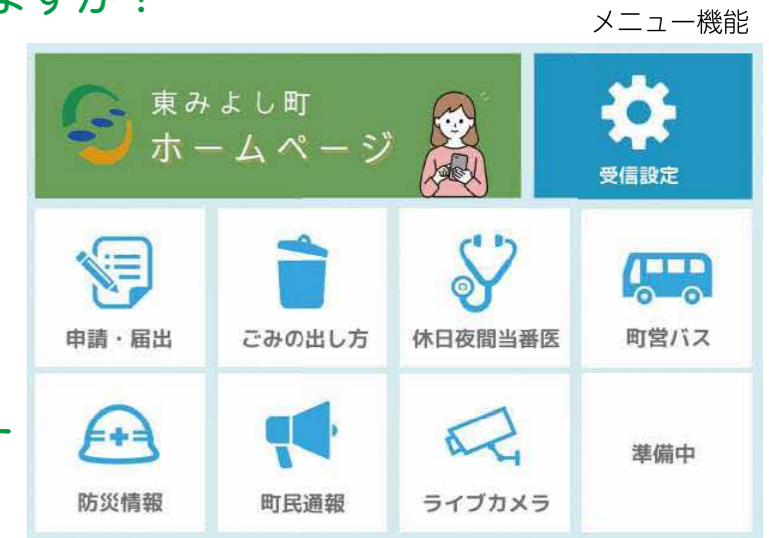 ますか？
メニュー機能
東みよし町
ホームページ
受信設定
申請・届出
ごみの出し方
休日夜間当番医
町営バス
防災情報
町民通報
ライブカメラ
準備中